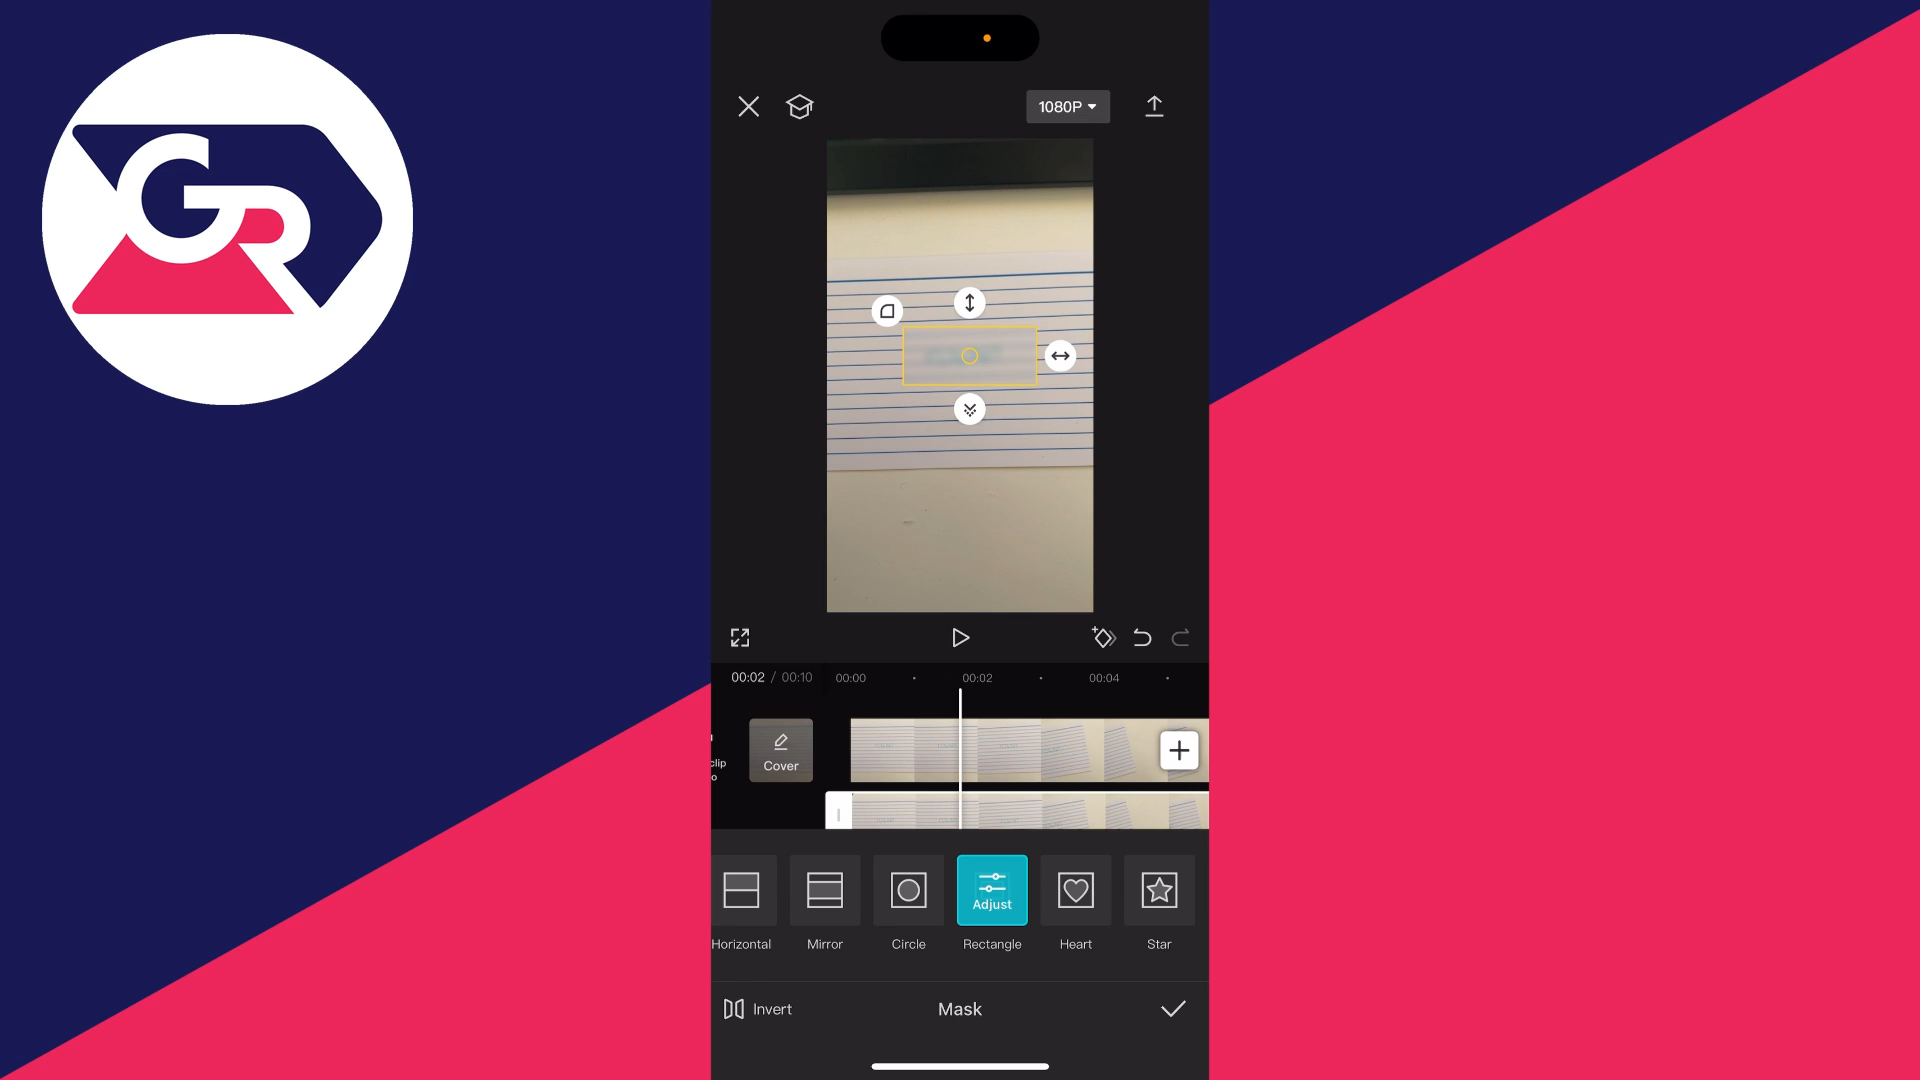 GR
1080P
00:02 / 00:10
00:00
00:02
00:04
clip
o
Cover
Adjust
Horizontal
Mirror
Circle
Rectangle
Heart
Star
Invert
Mask